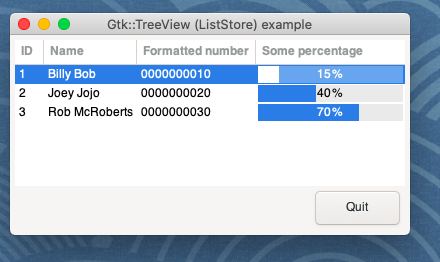 Gtk::TreeView (ListStore) example
ID Name Formatted number Some percentage
1 Billy Bob 0000000010 15%
2 Joey Jojo 0000000020 40%
3 Rob McRoberts 0000000030 70%
Quit